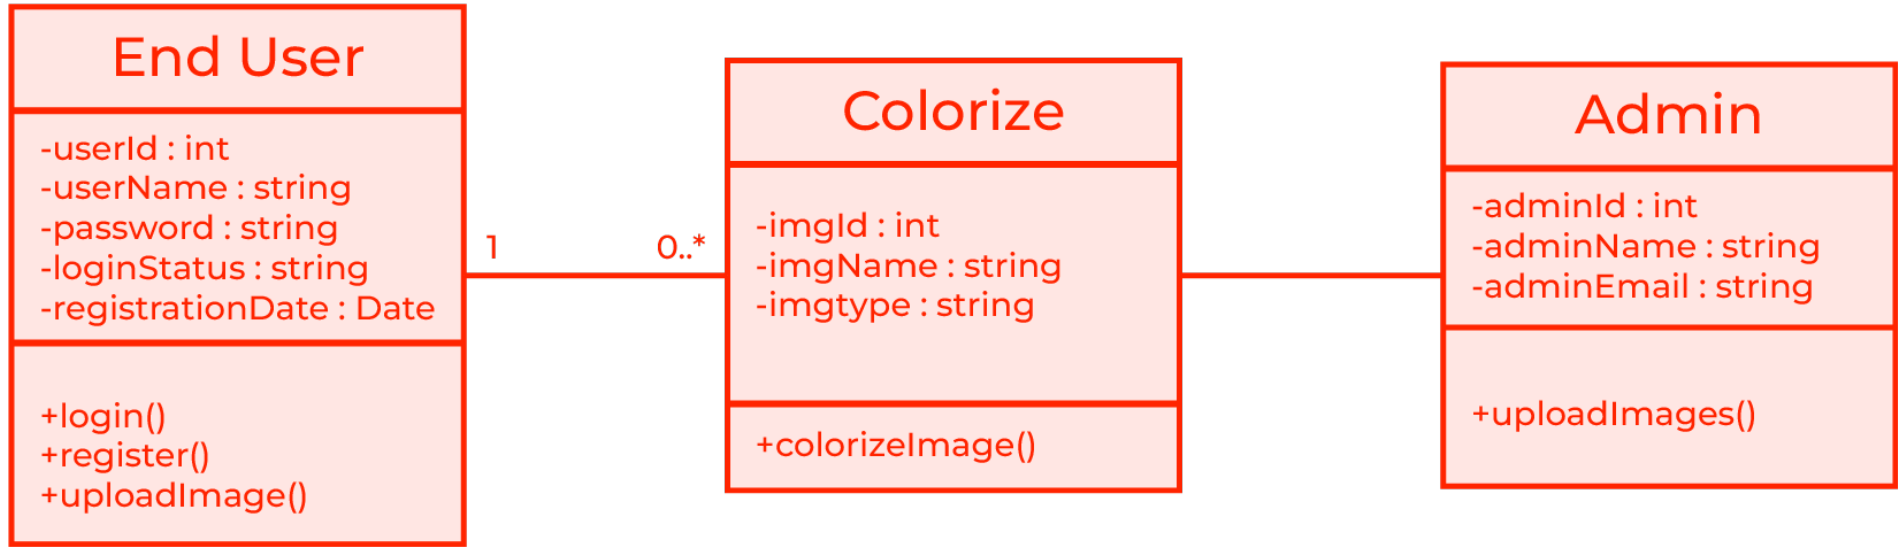 End User
-userId : int
-userName : string
-password : string
-loginStatus : string
-registrationDate : Date
+login()
+register()
+uploadImage()
1
0..*
Colorize
-imgId : int
-imgName : string
-imgtype : string
+colorizeImage()
Admin
-adminId : int
-adminName : string
-adminEmail : string
+uploadImages()